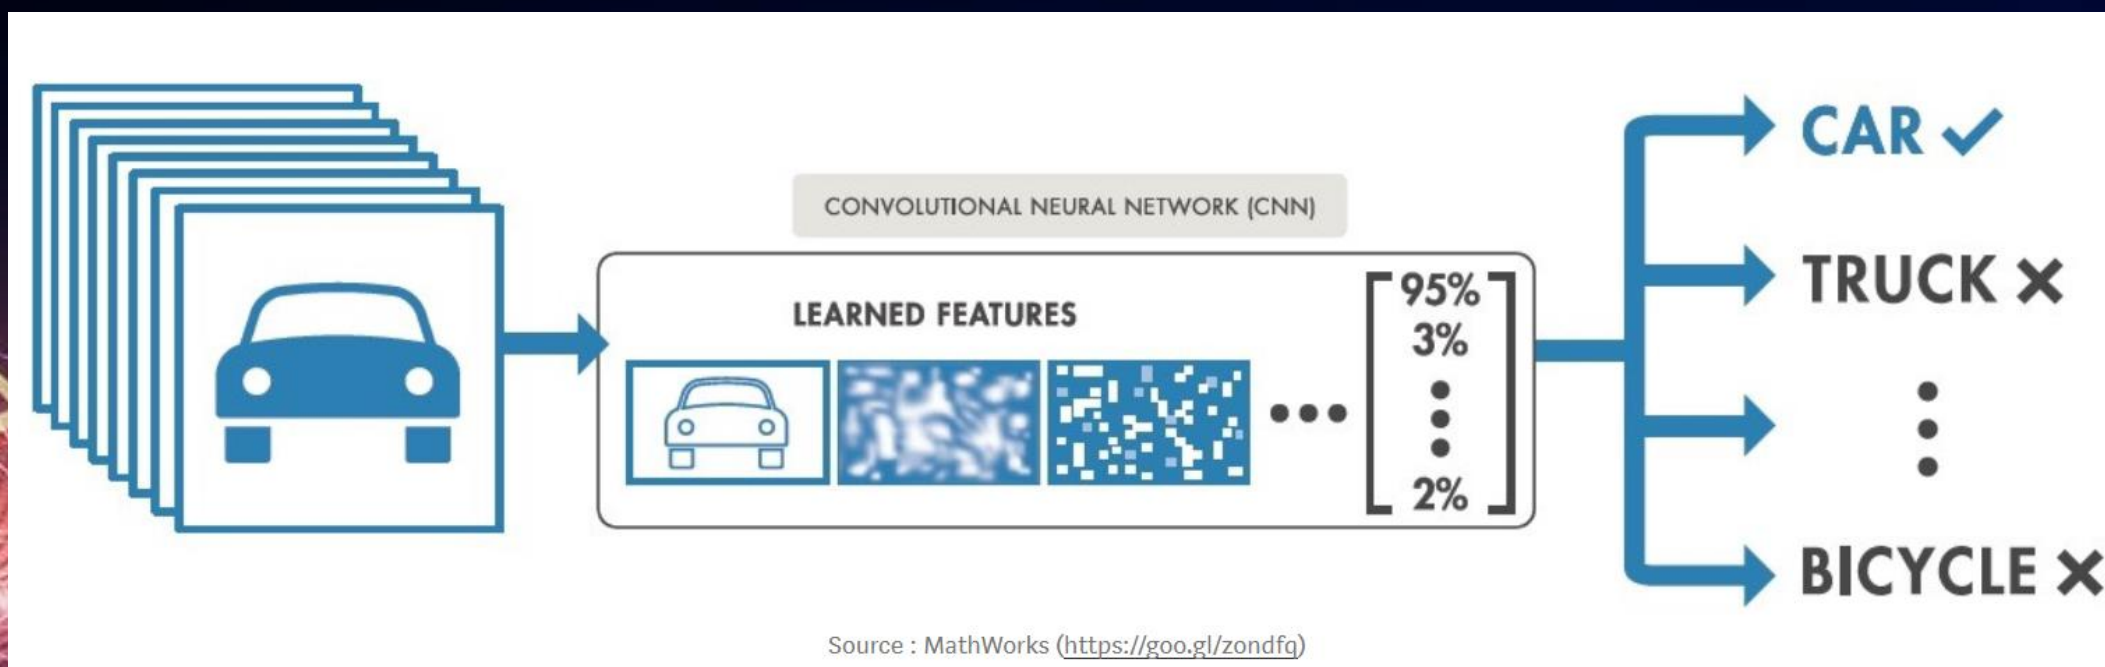 CONVOLUTIONAL NEURAL NETWORK (CNN)
LEARNED FEATURES
95%
3%
2%
CAR
TRUCK
BICYCLE
Source : MathWorks (https://goo.gl/zondfq)